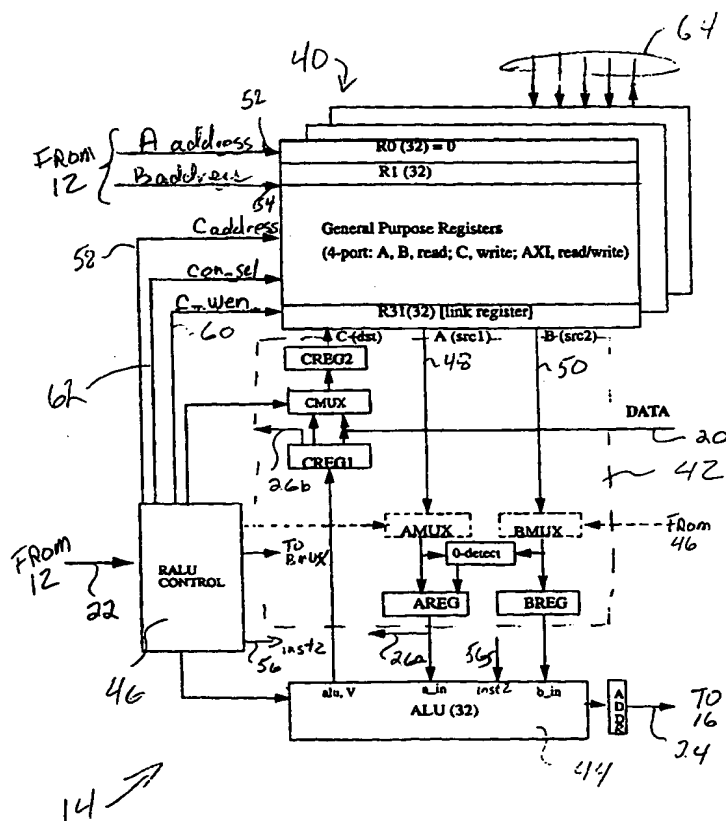 64
40
52
A address
R0 (32) = 0
FROM
12
R1 (32)
B address
54
General Purpose Registers
(4-port: A, B, read; C, write; AXI, read/write)
C address
58
con_sel
C_wen
60
R31(32) [link register]
C (dst)
A (src1)
B (src2)
CREG2
48
50
62
CMUX
DATA
20
26b
CREG1
42
AMUX
BMUX
FROM
46
FROM
12
22
RALU
CONTROL
TO
BMUX
0-detect
AREG
BREG
56
inst2
26a
56
46
alu, V
a_in
inst2
b_in
ALU (32)
ADDR
TO
16
24
44
14